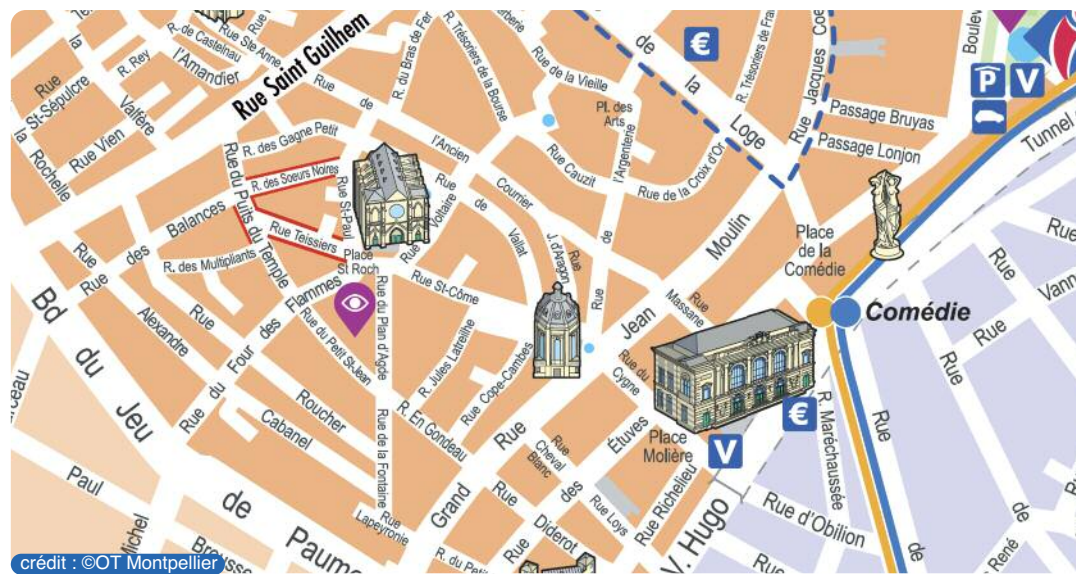 Rue Ste Anne
R. de Castelnau
l'Amandier
R. Rey
Rue
St-Sépulcre
la
Valfère
Rue Vien
la
Rochelle
Rue Saint Guilhem
R. du Bras de Fer
R. Trésoriers de la Bourse
Rue de la Vieille
Pl. des
Arts
l'Argenterie
de
la
Loge
€
R. Trésoriers de
Rue Jacques
Boulev
P
V
Passage Bruyas
Passage Lonjon
Tunnel
R. des Gagne Petit
Rue
de
l'Ancien
Courrier
R. des Soeurs Noires
Rue du Puits du Temple
Rue St-Paul
Rue
Voltaire
Rue
de
Vallat
Rue Cauzit
Rue de la Croix d'Or
Rue Teissiers
Place
St Roch
Rue des Balances
R. des Multipliants
Rue
J. d'Aragon
Rue
de
Jean
Moulin
Place
de la
Comédie
Comédie
Rue St-Côme
Rue
Massane
Rue
Alexandre
Rue du Four des Flammes
Rue du Petit St-Jean
Rue du Plan d'Agde
R. Jules Latreilhe
Rue Cope-Cambes
R. En Gondeau
Rue
Roucher
Cabanel
Rue de la Fontaine
Rue
Lapeyronie
Bd
du
Jeu
de
Paume
Grand
Rue
Rue du
Cygne
Rue
Cheval
Blanc
Rue
des
Étuves
Rue
Diderot
Rue Loys
Place
Molière
V
€
Rue Richelieu
V. Hugo
R. Maréchaussée
Rue d'Obilion
Rue
de
Rue
Rue
Rue
Vann
Rue René
Paul
Michel
R. du Petit
crédit : ©OT Montpellier